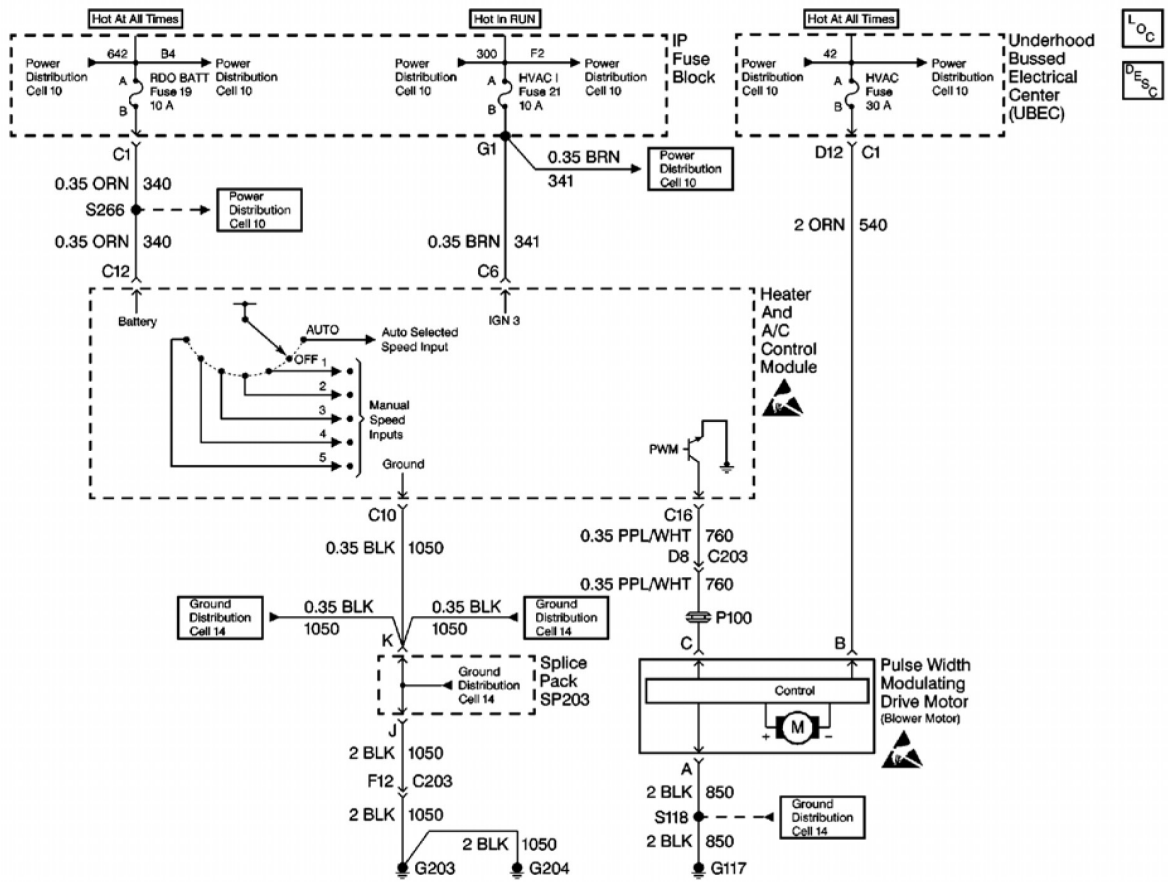 Hot At All Times
Hot In RUN
Hot At All Times
L
O
C
D
E
S
C
Power
Distribution
Cell 10
642
B4
A
RDO BATT
Fuse 19
10 A
B
Power
Distribution
Cell 10
Power
Distribution
Cell 10
300
F2
A
HVAC I
Fuse 21
10 A
B
Power
Distribution
Cell 10
IP
Fuse
Block
Power
Distribution
Cell 10
42
A
HVAC
Fuse
30 A
B
Power
Distribution
Cell 10
Underhood
Bussed
Electrical
Center
(UBEC)
C1
G1
D12
C1
0.35 BRN
341
Power
Distribution
Cell 10
0.35 ORN
340
S266
Power
Distribution
Cell 10
0.35 ORN
340
0.35 BRN
341
2 ORN
540
C12
C6
Battery
IGN 3
Heater
And
A/C
Control
Module
AUTO
Auto Selected
Speed Input
OFF
1
2
3
4
5
Manual
Speed
Inputs
Ground
PWM
C10
C16
0.35 BLK
1050
0.35 PPL/WHT
760
D8
C203
0.35 PPL/WHT
760
P100
Ground
Distribution
Cell 14
0.35 BLK
1050
0.35 BLK
1050
Ground
Distribution
Cell 14
K
C
B
Ground
Distribution
Cell 14
Splice
Pack
SP203
Control
M
+
–
Pulse Width
Modulating
Drive Motor
(Blower Motor)
J
A
2 BLK
1050
F12
C203
2 BLK
1050
2 BLK
1050
G203
G204
2 BLK
850
S118
Ground
Distribution
Cell 14
2 BLK
850
G117